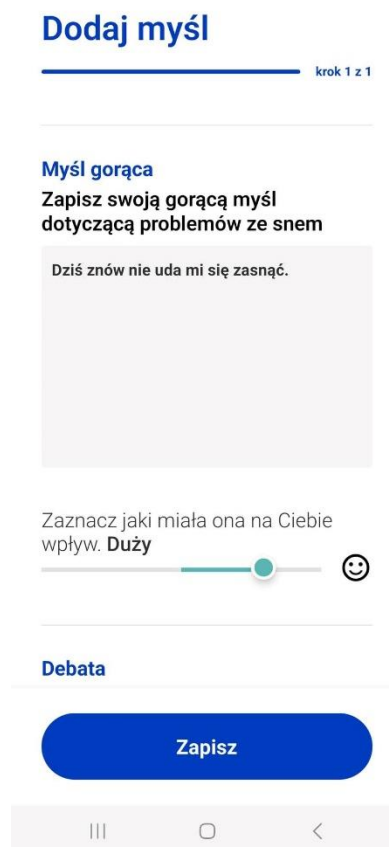 Dodaj myśl
krok 1 z 1
Myśl gorąca
Zapisz swoją gorącą myśl
dotyczącą problemów ze snem
Dziś znów nie uda mi się zasnąć.
Zaznacz jaki miała ona na Ciebie
wpływ. Duży
Debata
Zapisz